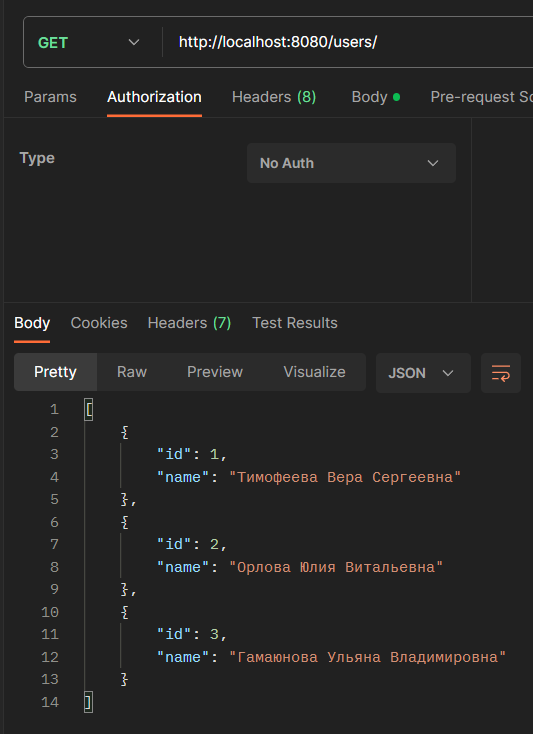 GET http://localhost:8080/users/
Params Authorization Headers (8) Body Pre-request Sc
Type No Auth
Body Cookies Headers (7) Test Results
Pretty Raw Preview Visualize JSON
1 [
2 {
3 "id": 1,
4 "name": "Тимофеева Вера Сергеевна"
5 },
6 {
7 "id": 2,
8 "name": "Орлова Юлия Витальевна"
9 },
10 {
11 "id": 3,
12 "name": "Гамаюнова Ульяна Владимировна"
13 }
14 ]